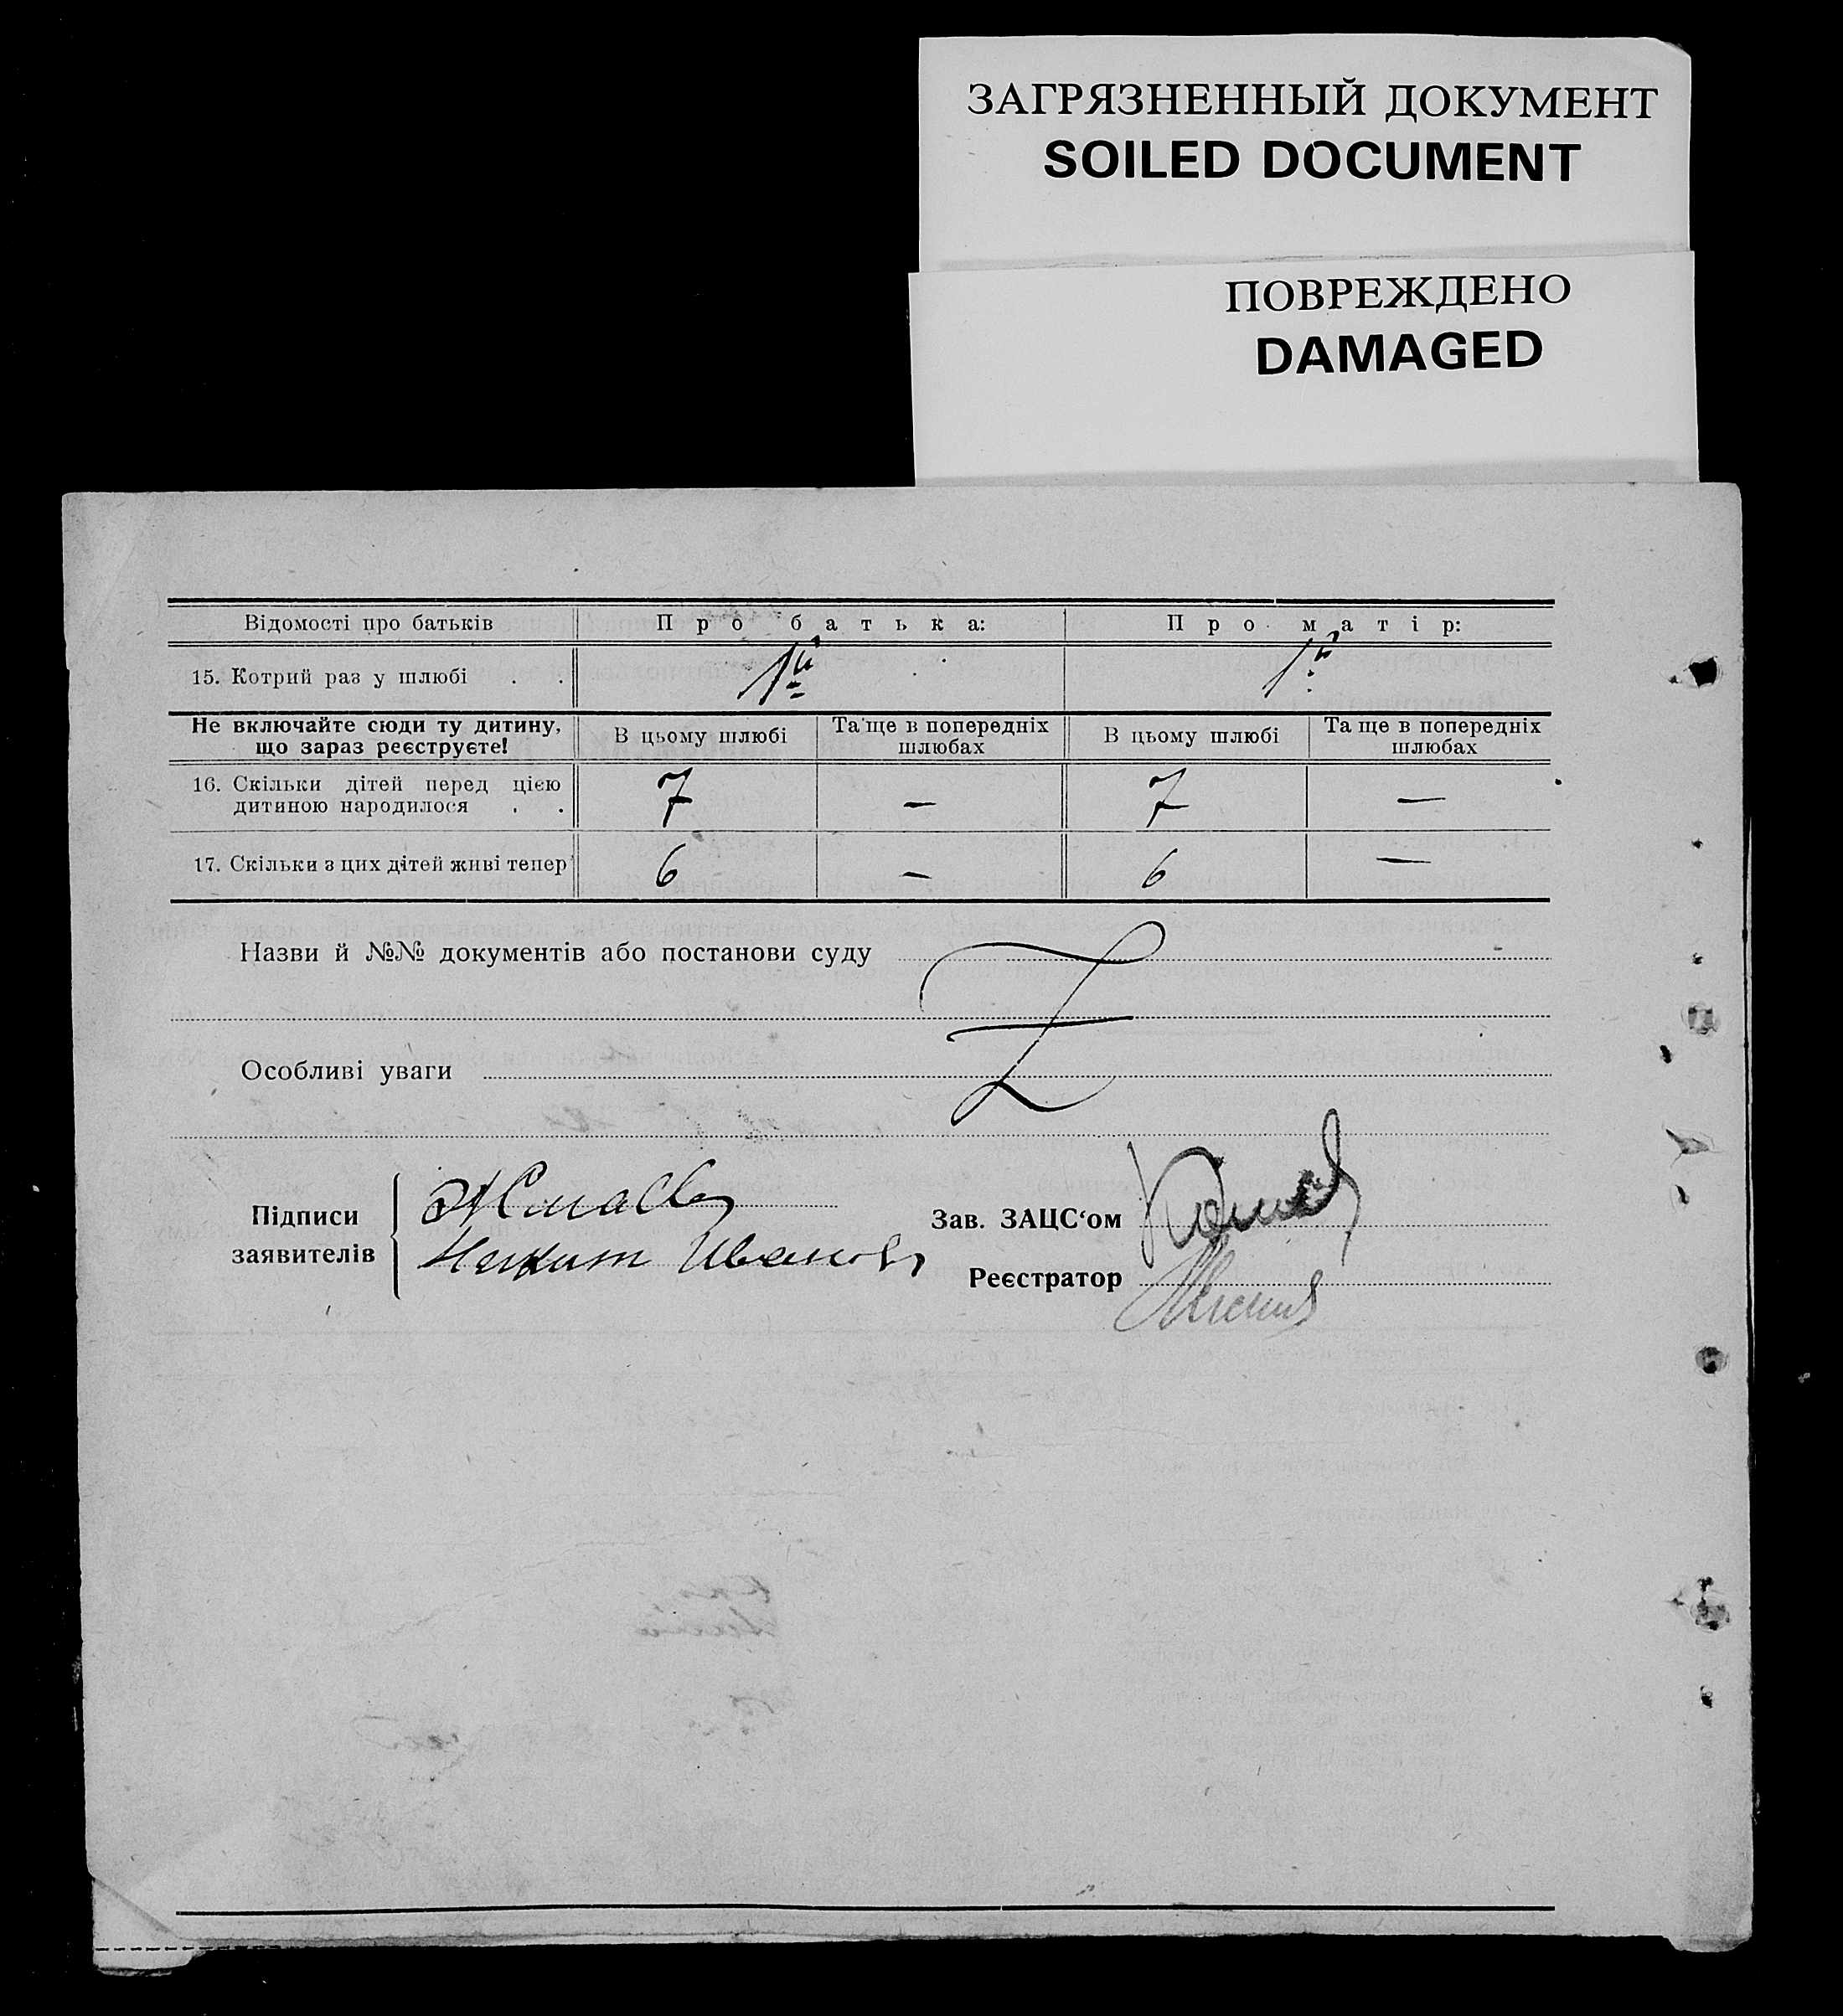 ЗАГРЯЗНЕННЫЙ ДОКУМЕНТ
SOILED DOCUMENT
ПОВРЕЖДЕНО
DAMAGED
Відомості про батьків Про батька: Про матір:
15. Котрий раз у шлюбі . . 1й 1й
Не включайте сюди ту дитину, що зараз реєструєте! В цьому шлюбі Та ще в попередніх шлюбах В цьому шлюбі Та ще в попередніх шлюбах
16. Скільки дітей перед цією
дитиною народилося . . 7 — 7 —
17. Скільки з цих дітей живі тепер 6 — 6 —
Назви й №№ документів або постанови суду
Особливі уваги
Підписи
заявителів
Зав. ЗАЦС‘ом
Реєстратор